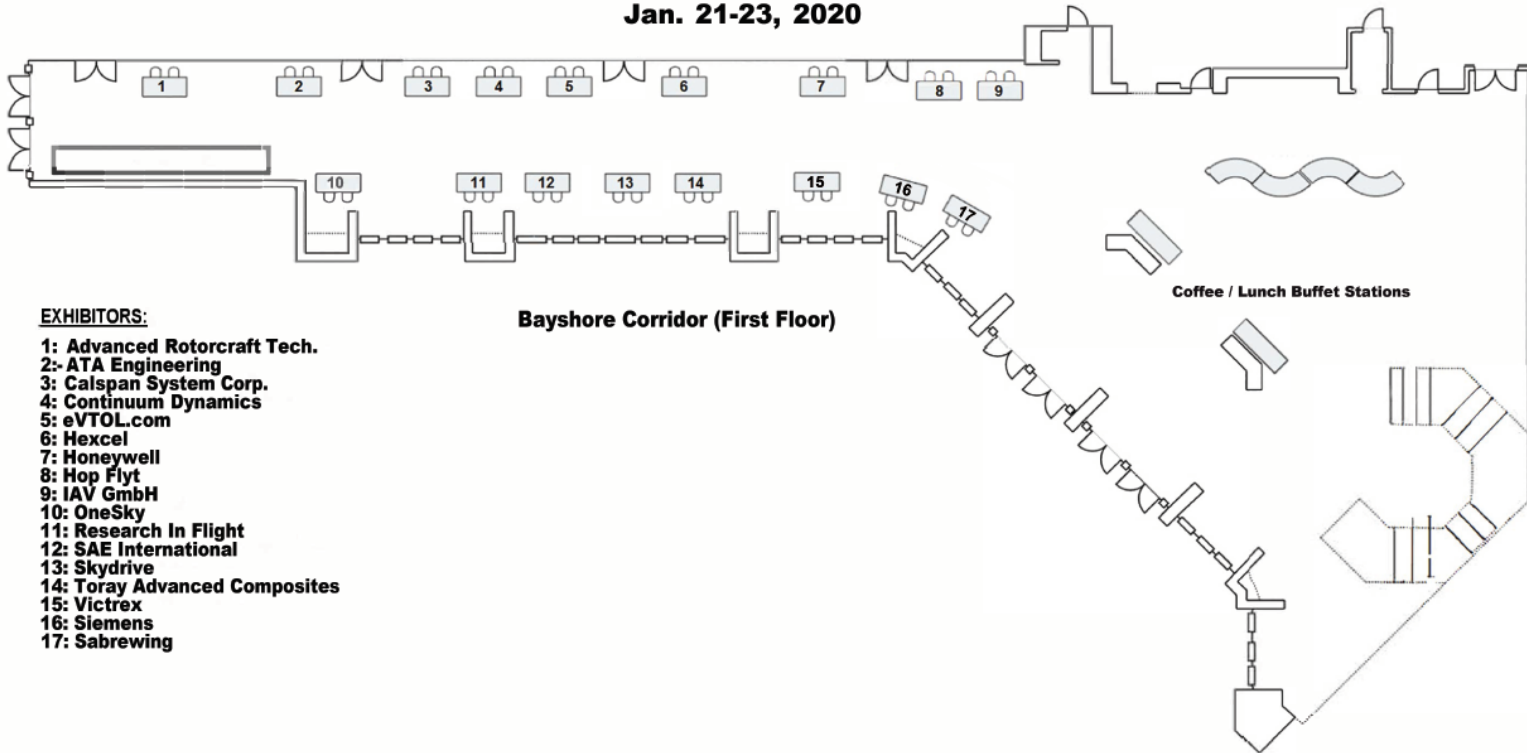 Jan. 21-23, 2020
1 2 3 4 5 6 7 8 9
10 11 12 13 14 15 16 17
Coffee / Lunch Buffet Stations
Bayshore Corridor (First Floor)
EXHIBITORS:
1: Advanced Rotorcraft Tech.
2:- ATA Engineering
3: Calspan System Corp.
4: Continuum Dynamics
5: eVTOL.com
6: Hexcel
7: Honeywell
8: Hop Flyt
9: IAV GmbH
10: OneSky
11: Research In Flight
12: SAE International
13: Skydrive
14: Toray Advanced Composites
15: Victrex
16: Siemens
17: Sabrewing